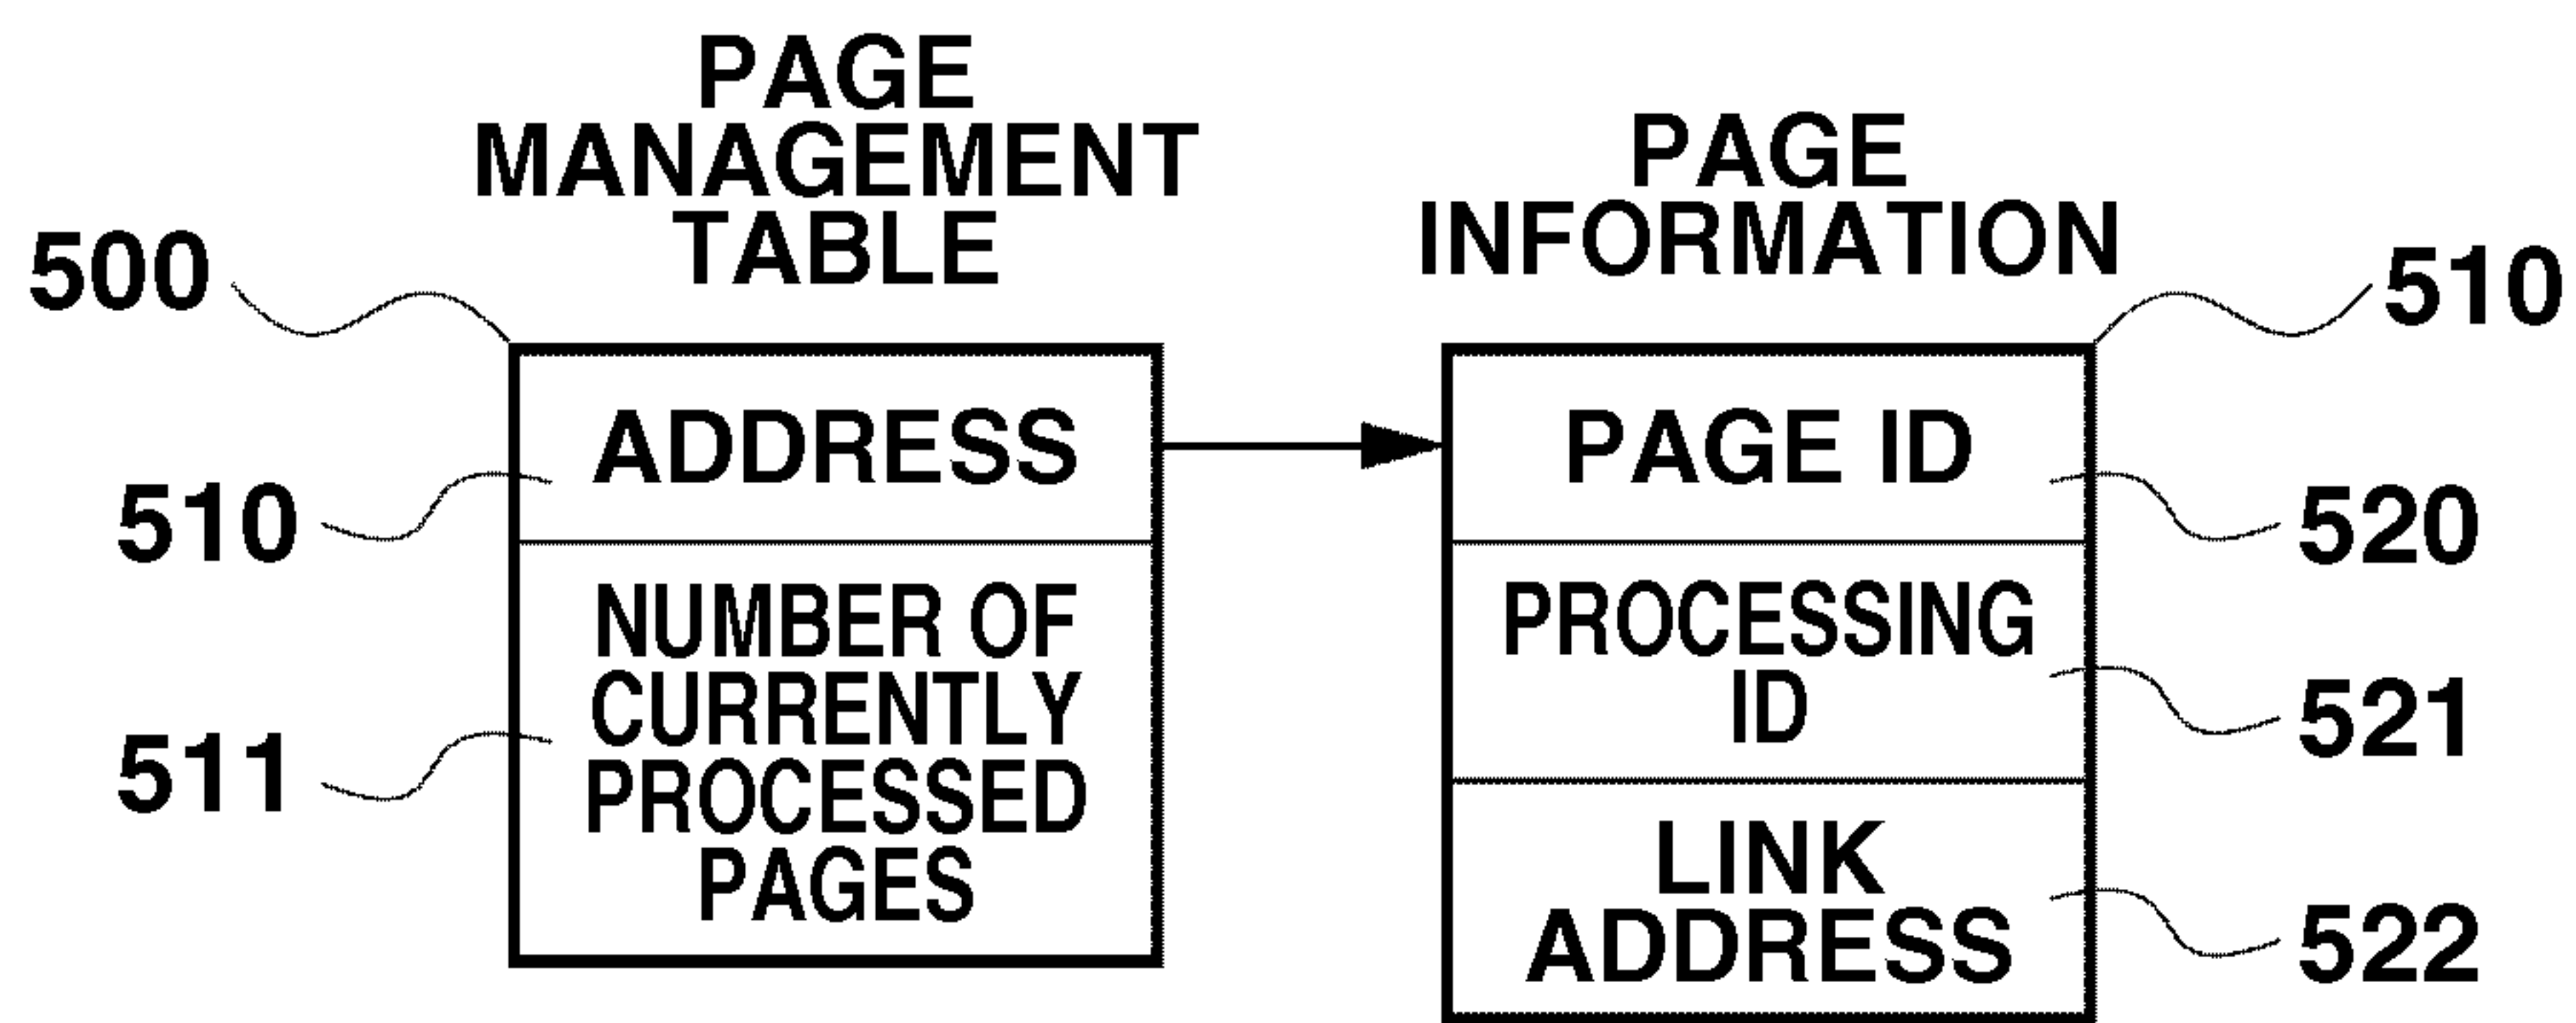 PAGE
MANAGEMENT
TABLE
500
ADDRESS
510
NUMBER OF
CURRENTLY
PROCESSED
PAGES
511
PAGE
INFORMATION
510
PAGE ID
520
PROCESSING
ID
521
LINK
ADDRESS
522